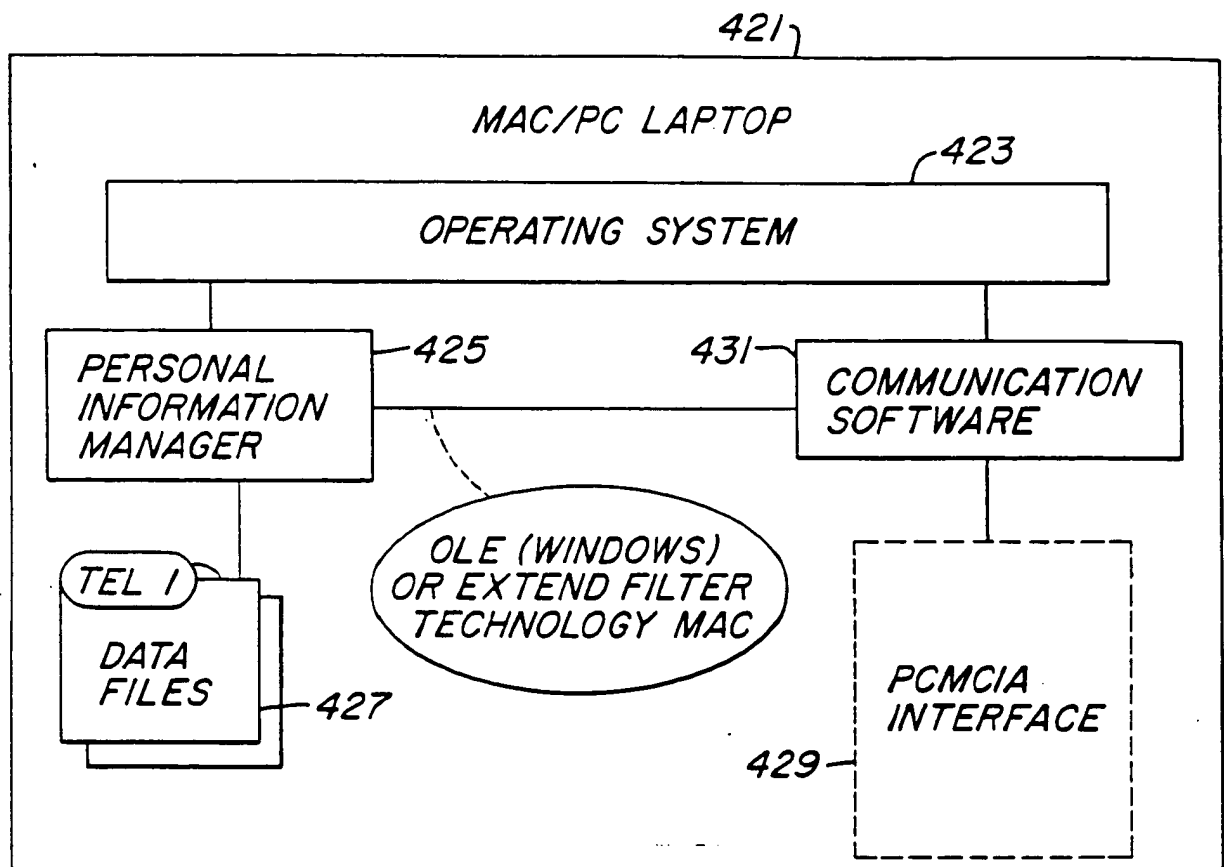 421
MAC/PC LAPTOP
423
OPERATING SYSTEM
PERSONAL
INFORMATION
MANAGER
425
431
COMMUNICATION
SOFTWARE
OLE (WINDOWS)
OR EXTEND FILTER
TECHNOLOGY MAC
TEL 1
DATA
FILES
427
PCMCIA
INTERFACE
429